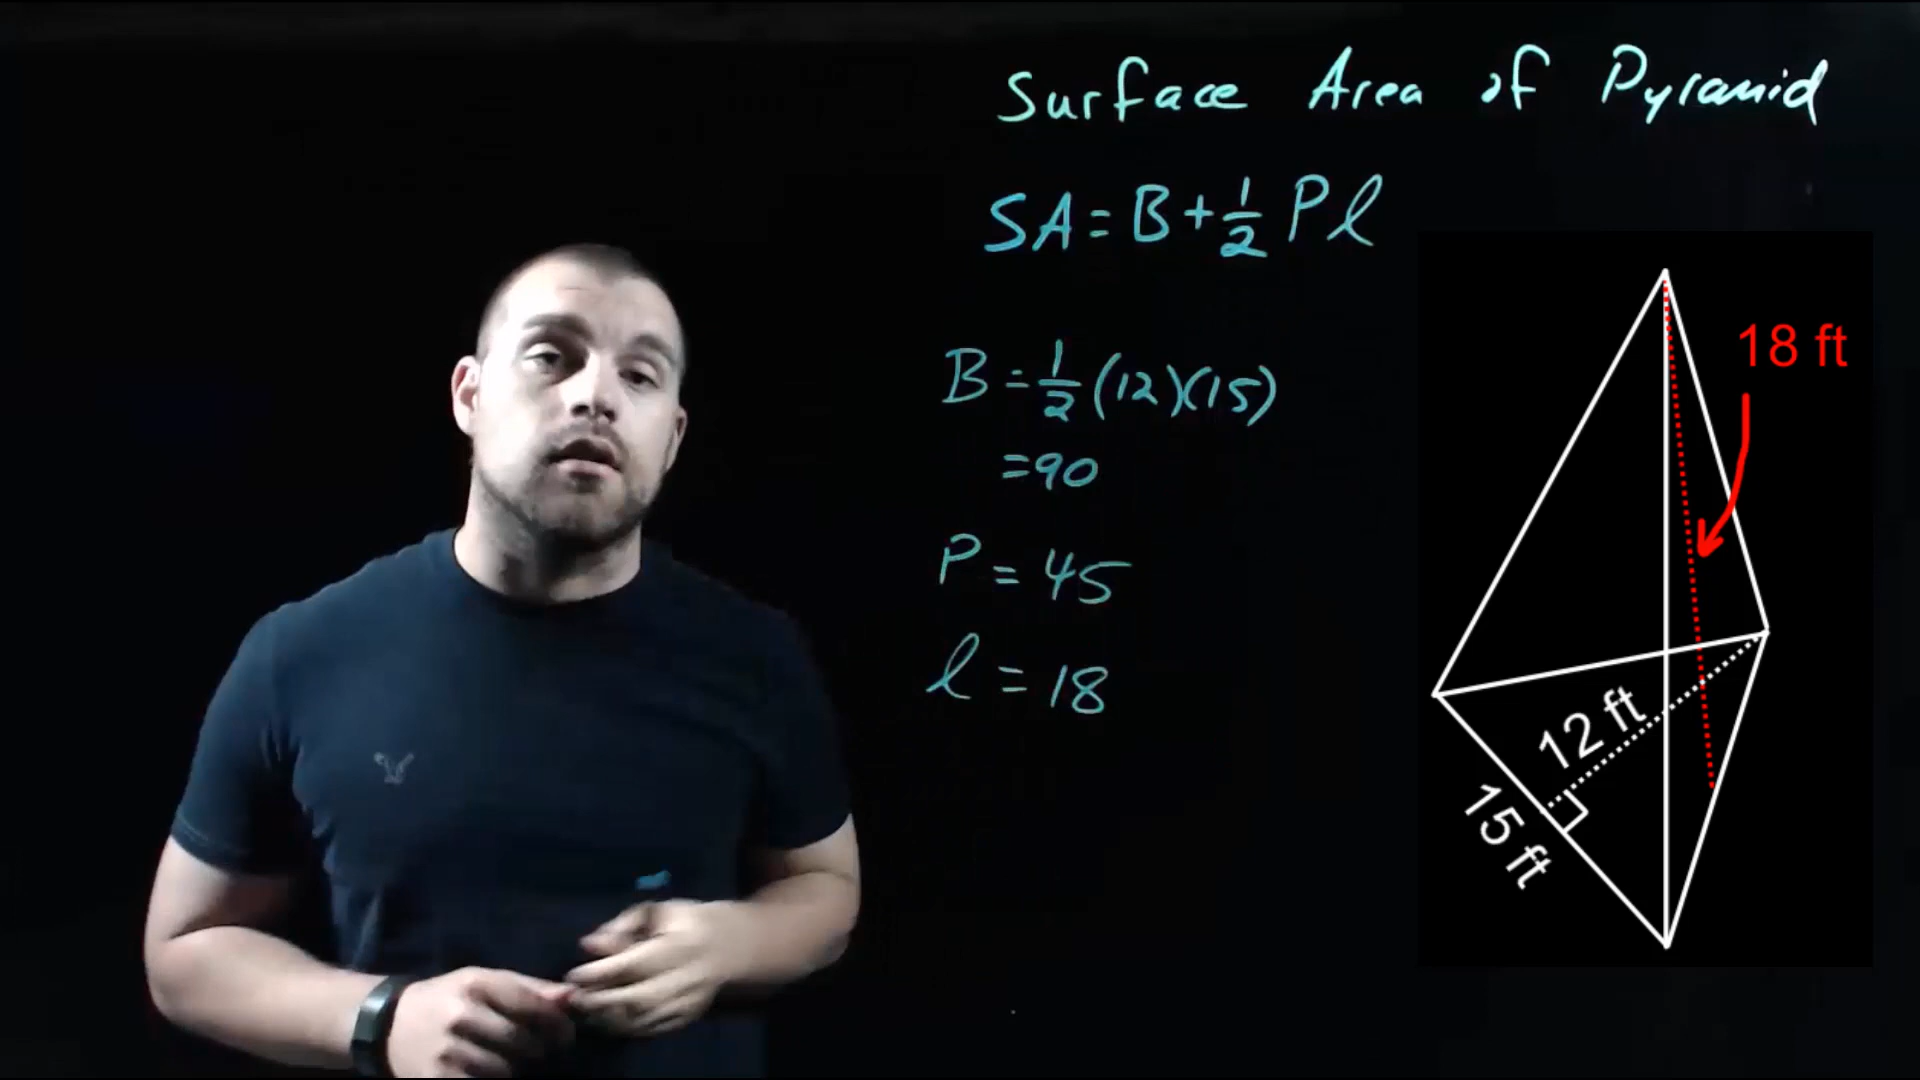 Surface Area of Pyramid
SA = B + 1/2 P l
B = 1/2 (12)(15)
= 90
P = 45
l = 18
18 ft
12 ft
15 ft